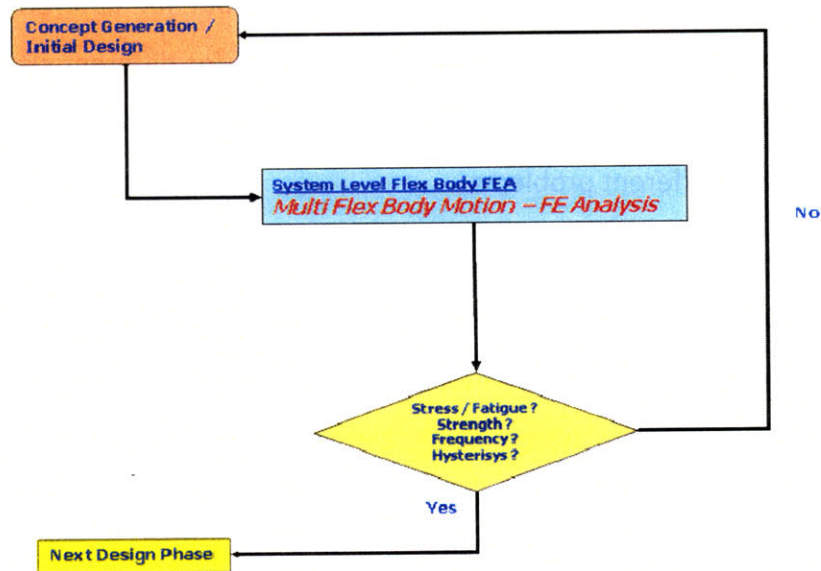 Concept Generation /
Initial Design
System Level Flex Body FEA
Multi Flex Body Motion – FE Analysis
No
Stress / Fatigue ?
Strength ?
Frequency ?
Hysterisys ?
Yes
Next Design Phase